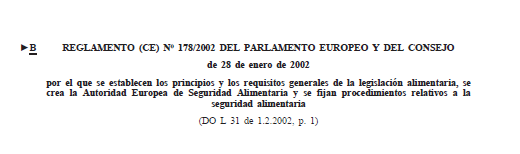 ►B REGLAMENTO (CE) Nº 178/2002 DEL PARLAMENTO EUROPEO Y DEL CONSEJO
de 28 de enero de 2002
por el que se establecen los principios y los requisitos generales de la legislación alimentaria, se
crea la Autoridad Europea de Seguridad Alimentaria y se fijan procedimientos relativos a la
seguridad alimentaria
(DO L 31 de 1.2.2002, p. 1)